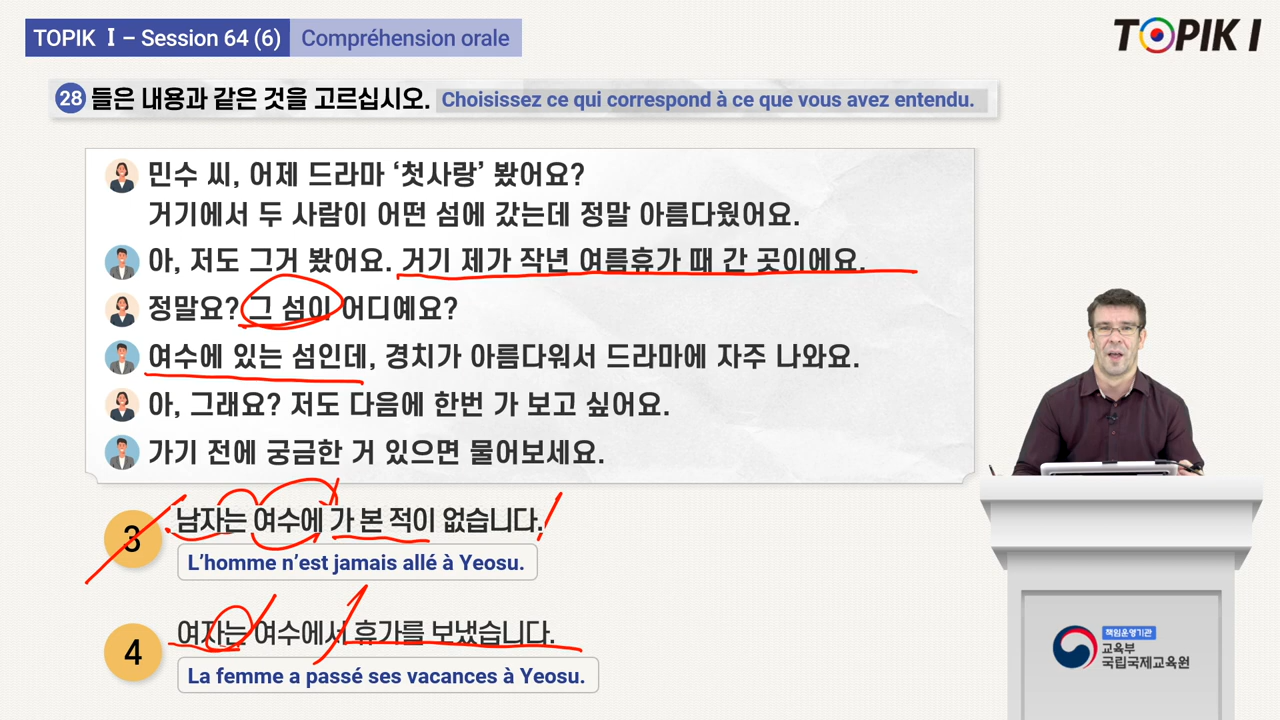 TOPIK I – Session 64 (6) Compréhension orale
TOPIK I
28 들은 내용과 같은 것을 고르십시오. Choisissez ce qui correspond à ce que vous avez entendu.
민수 씨, 어제 드라마 ‘첫사랑’ 봤어요?
거기에서 두 사람이 어떤 섬에 갔는데 정말 아름다웠어요.
아, 저도 그거 봤어요. 거기 제가 작년 여름휴가 때 간 곳이에요.
정말요? 그 섬이 어디예요?
여수에 있는 섬인데, 경치가 아름다워서 드라마에 자주 나와요.
아, 그래요? 저도 다음에 한번 가 보고 싶어요.
가기 전에 궁금한 거 있으면 물어보세요.
3 남자는 여수에 가 본 적이 없습니다.
L’homme n’est jamais allé à Yeosu.
4 여자는 여수에서 휴가를 보냈습니다.
La femme a passé ses vacances à Yeosu.
책임운영기관
교육부
국립국제교육원